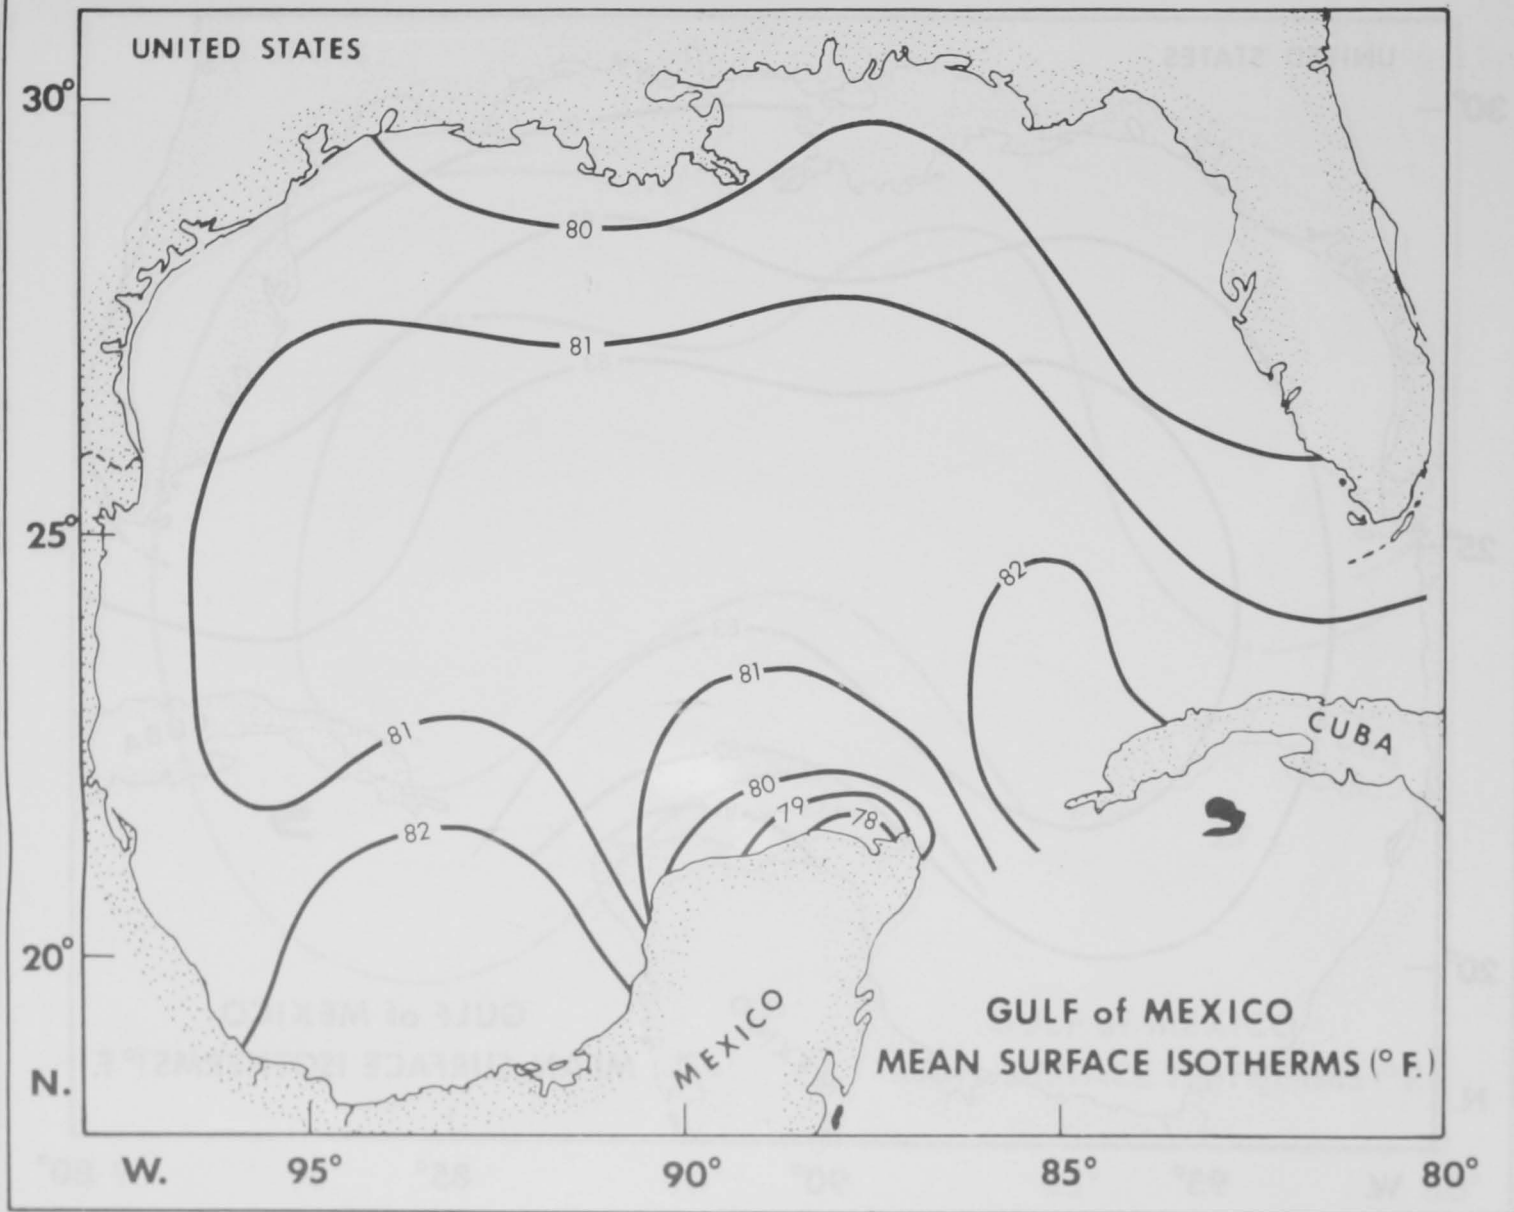 UNITED STATES
30°
80
81
25°
82
81
81
80
79
78
CUBA
82
20°
MEXICO
GULF of MEXICO
MEAN SURFACE ISOTHERMS (° F.)
N.
W. 95° 90° 85° 80°